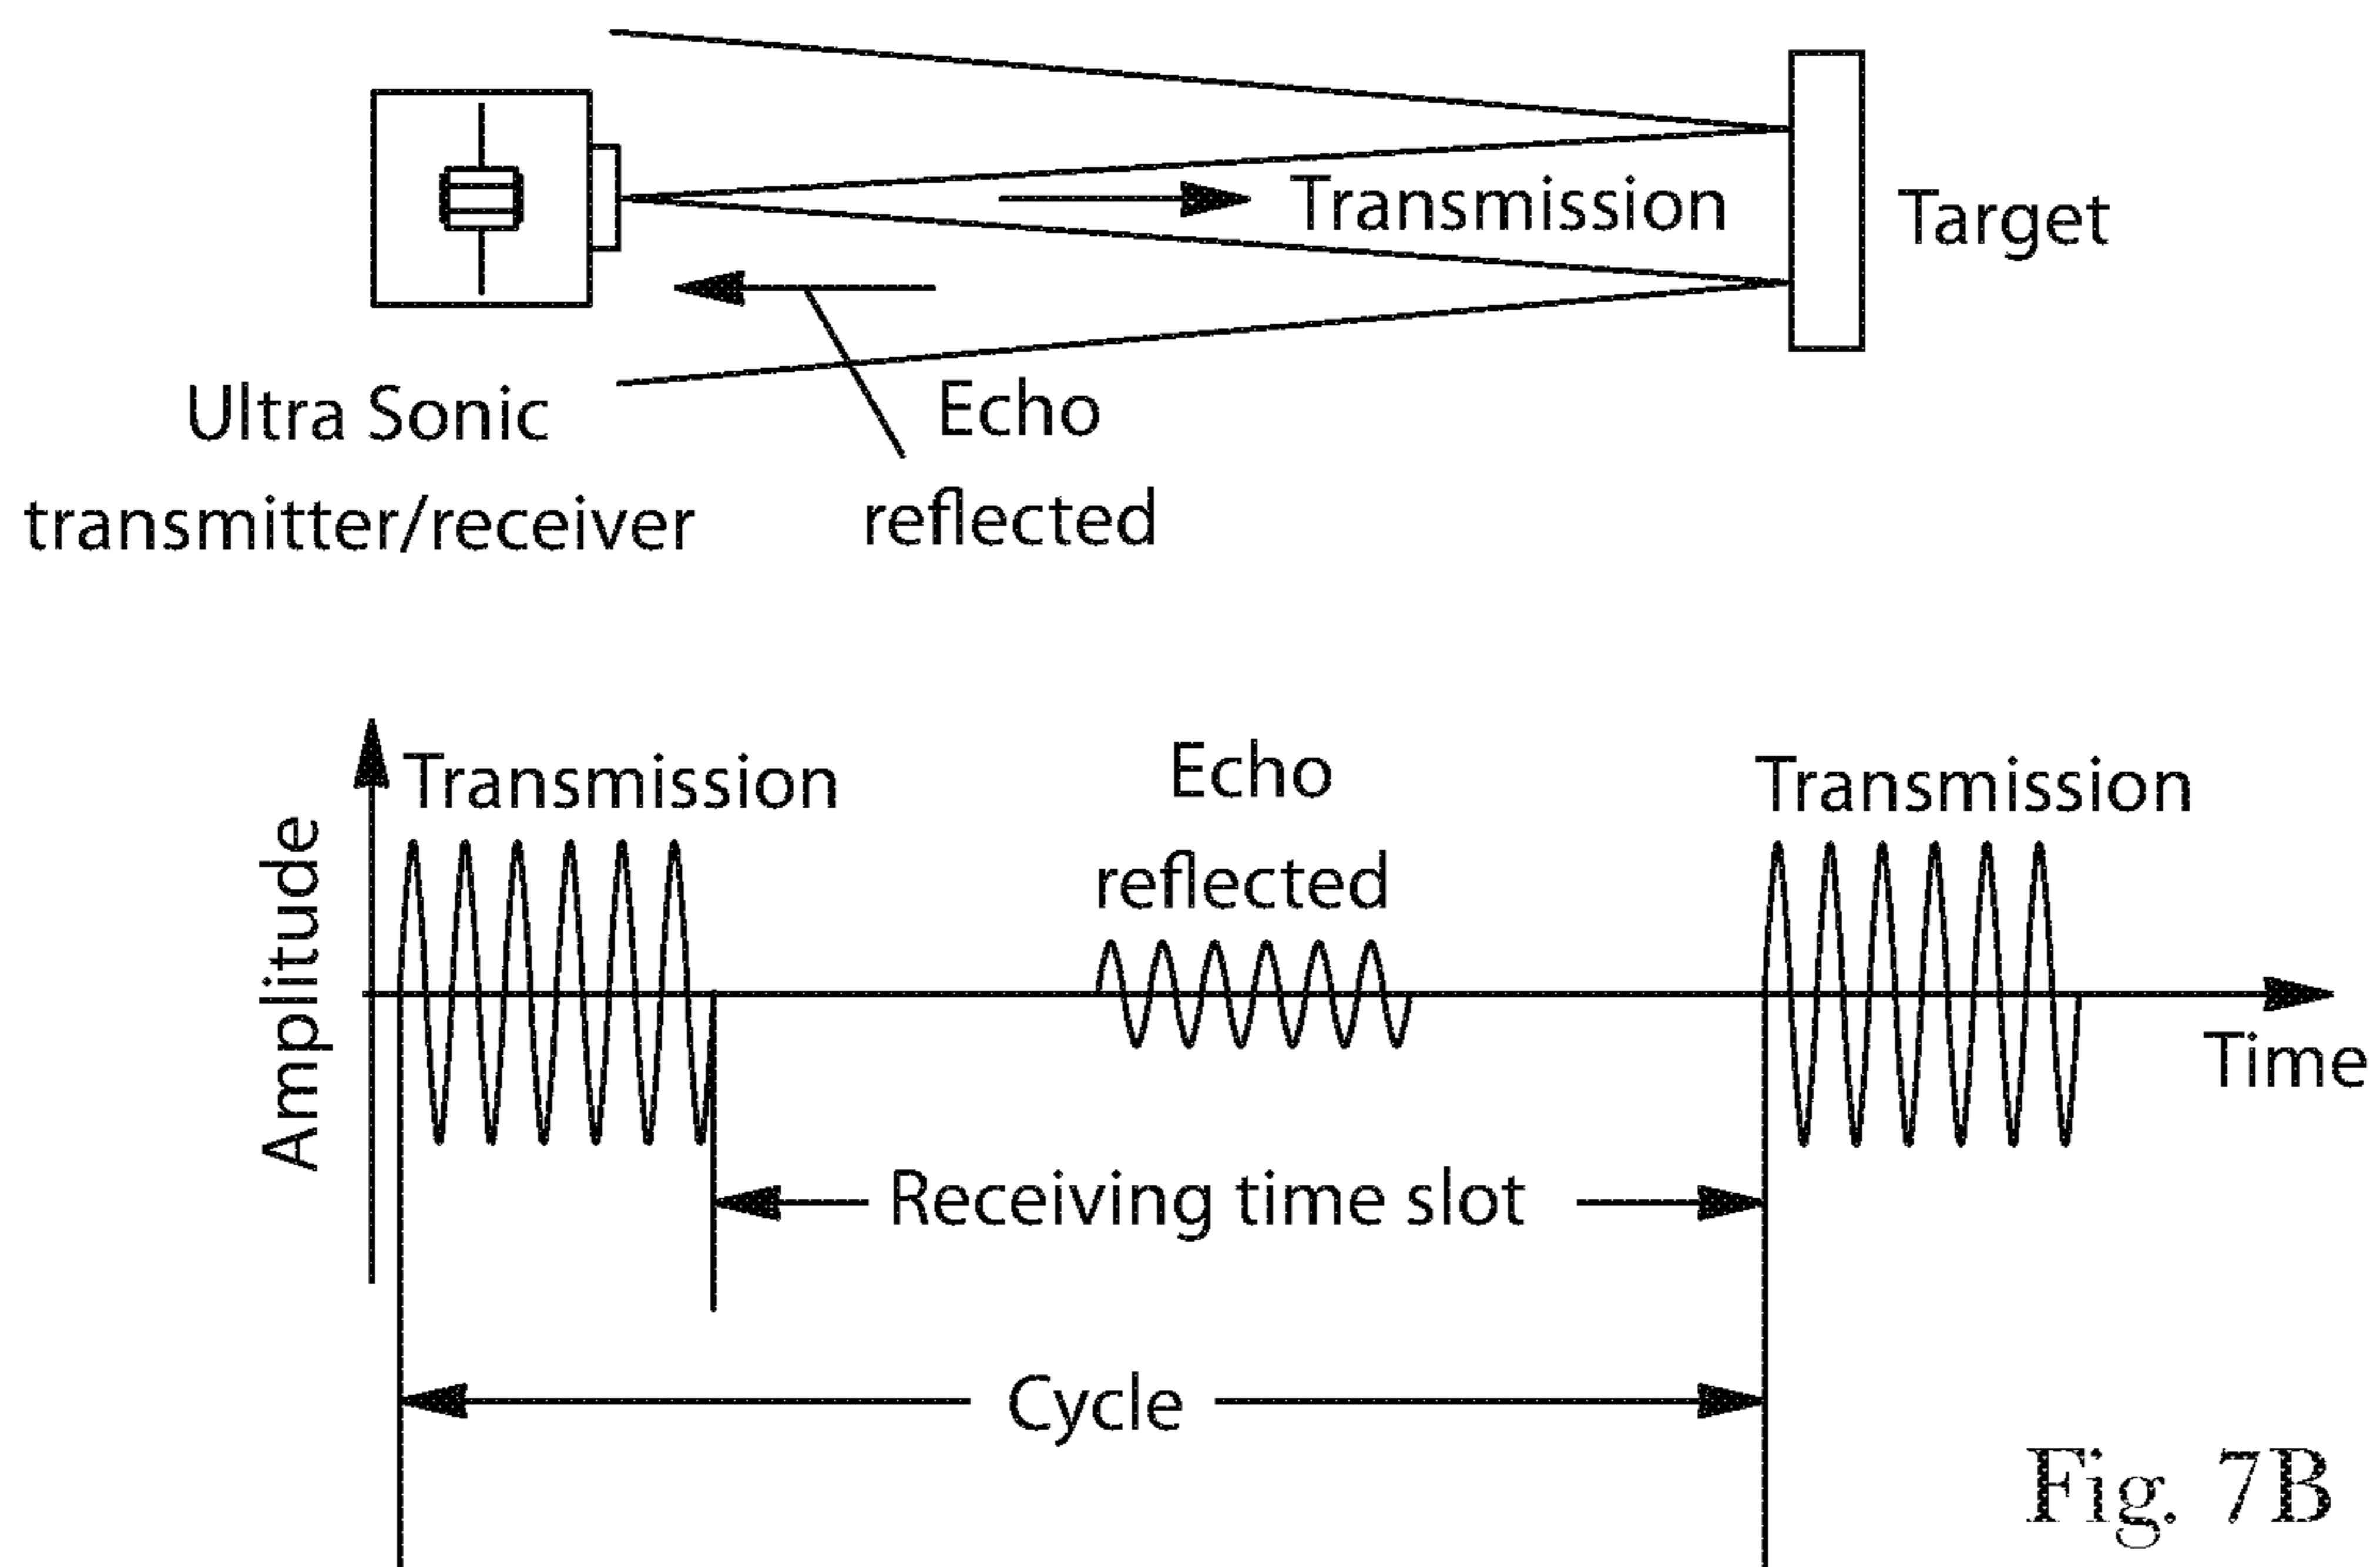 Transmission
Target
Ultra Sonic
transmitter/receiver
Echo
reflected
Transmission
Echo
reflected
Transmission
Amplitude
Time
Receiving time slot
Cycle
Fig. 7B